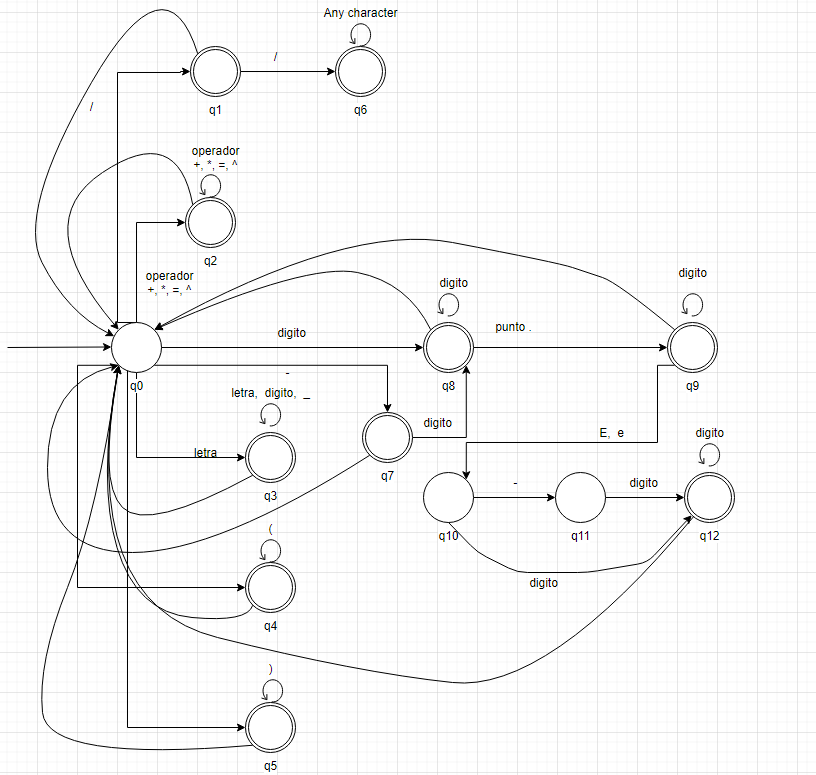 Any character
/
q1
q6
/
operador
+, *, =, ^
q2
operador
+, *, =, ^
digito
digito
digito
punto .
q0
q8
q9
-
letra, digito, _
digito
E, e
digito
letra
q7
q3
-
digito
q10
q11
q12
(
digito
q4
)
q5